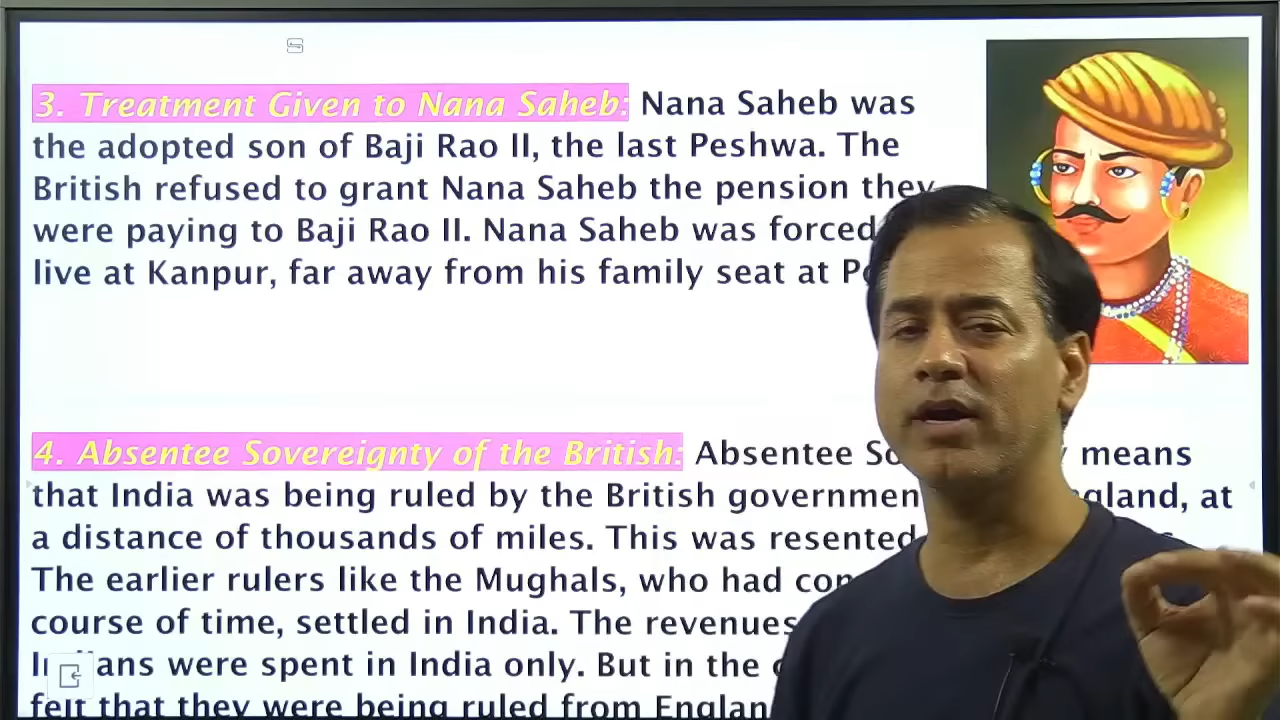 3. Treatment Given to Nana Saheb: Nana Saheb was
the adopted son of Baji Rao II, the last Peshwa. The
British refused to grant Nana Saheb the pension they
were paying to Baji Rao II. Nana Saheb was forced
live at Kanpur, far away from his family seat at
4. Absentee Sovereignty of the British: Absentee means
that India was being ruled by the British at
a distance of thousands of miles. This was resented
The earlier rulers like the Mughals, who had
course of time, settled in India. The revenues
were spent in India only. But in the
felt that they were being ruled from